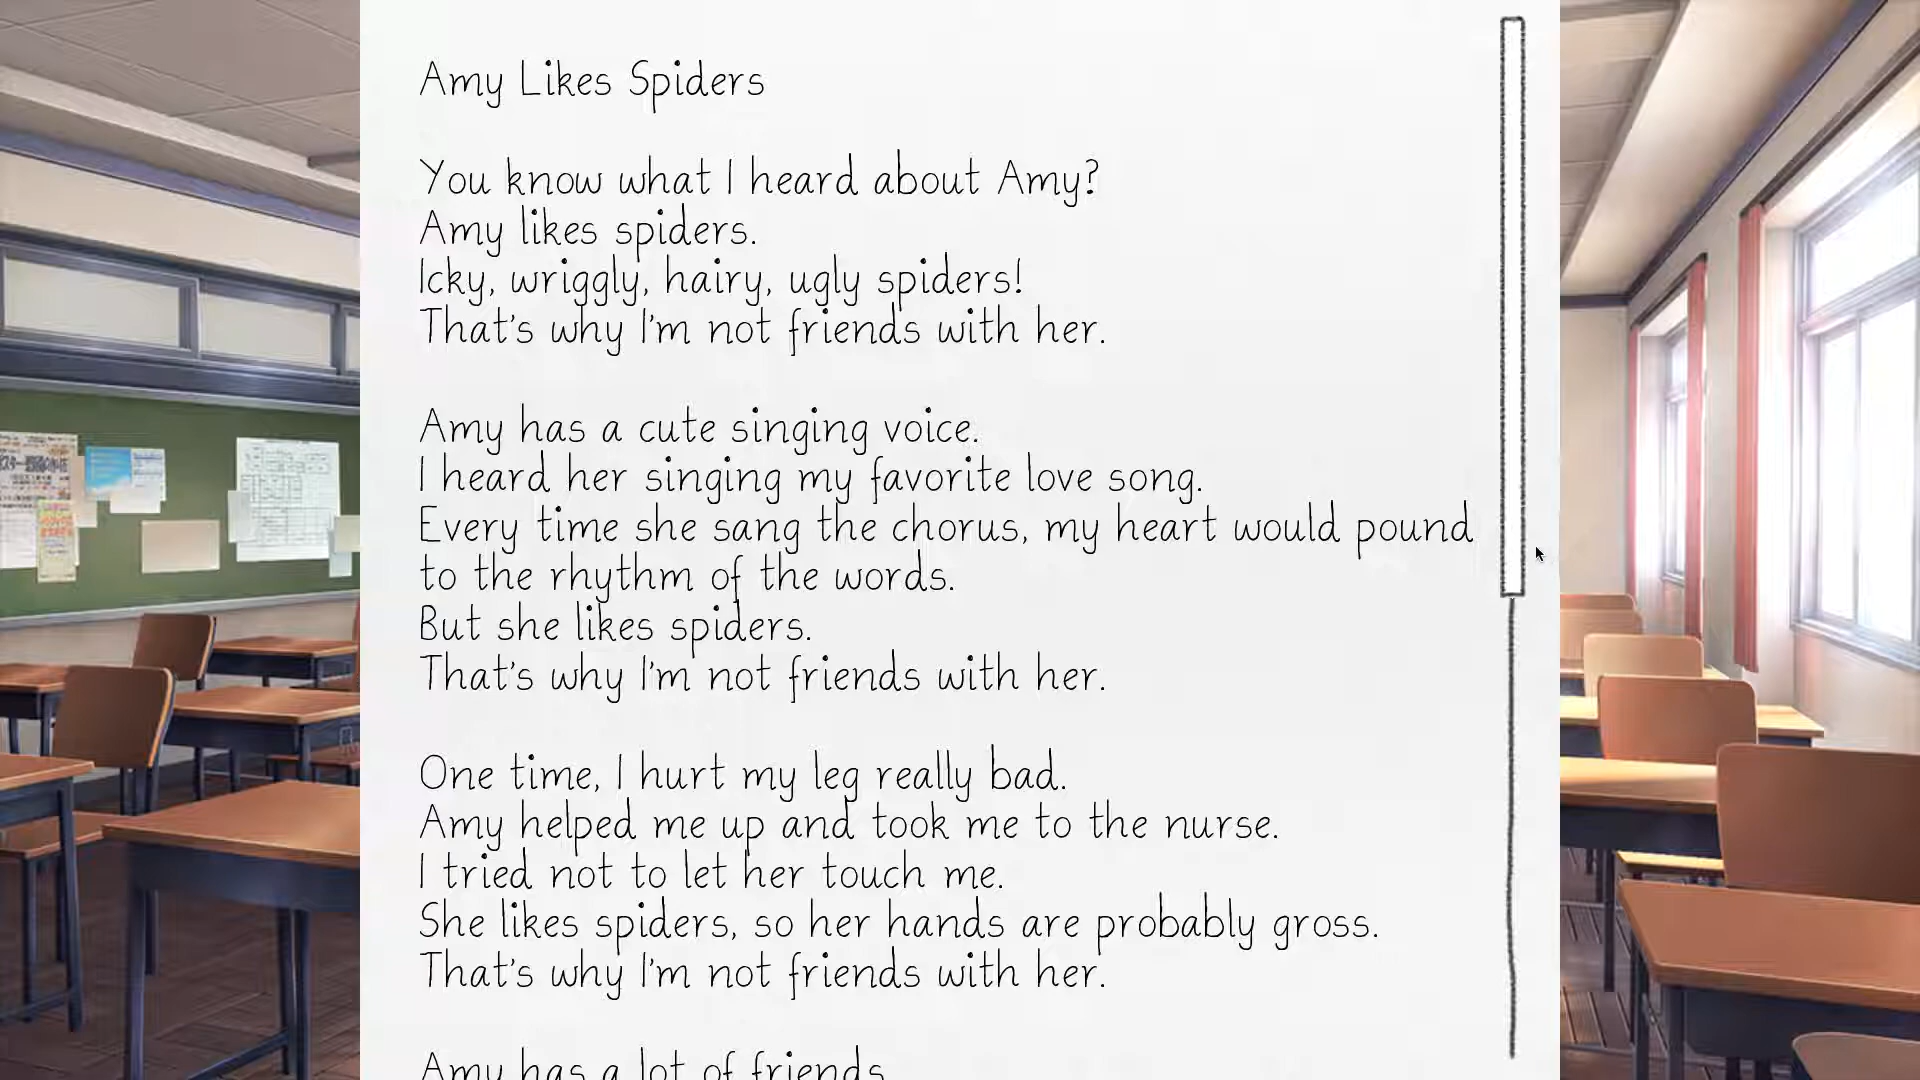 Amy Likes Spiders
You know what I heard about Amy?
Amy likes spiders.
Icky, wriggly, hairy, ugly spiders!
That's why I'm not friends with her.
Amy has a cute singing voice.
I heard her singing my favorite love song.
Every time she sang the chorus, my heart would pound
to the rhythm of the words.
But she likes spiders.
That's why I'm not friends with her.
One time, I hurt my leg really bad.
Amy helped me up and took me to the nurse.
I tried not to let her touch me.
She likes spiders, so her hands are probably gross.
That's why I'm not friends with her.
Amy has a lot of friends